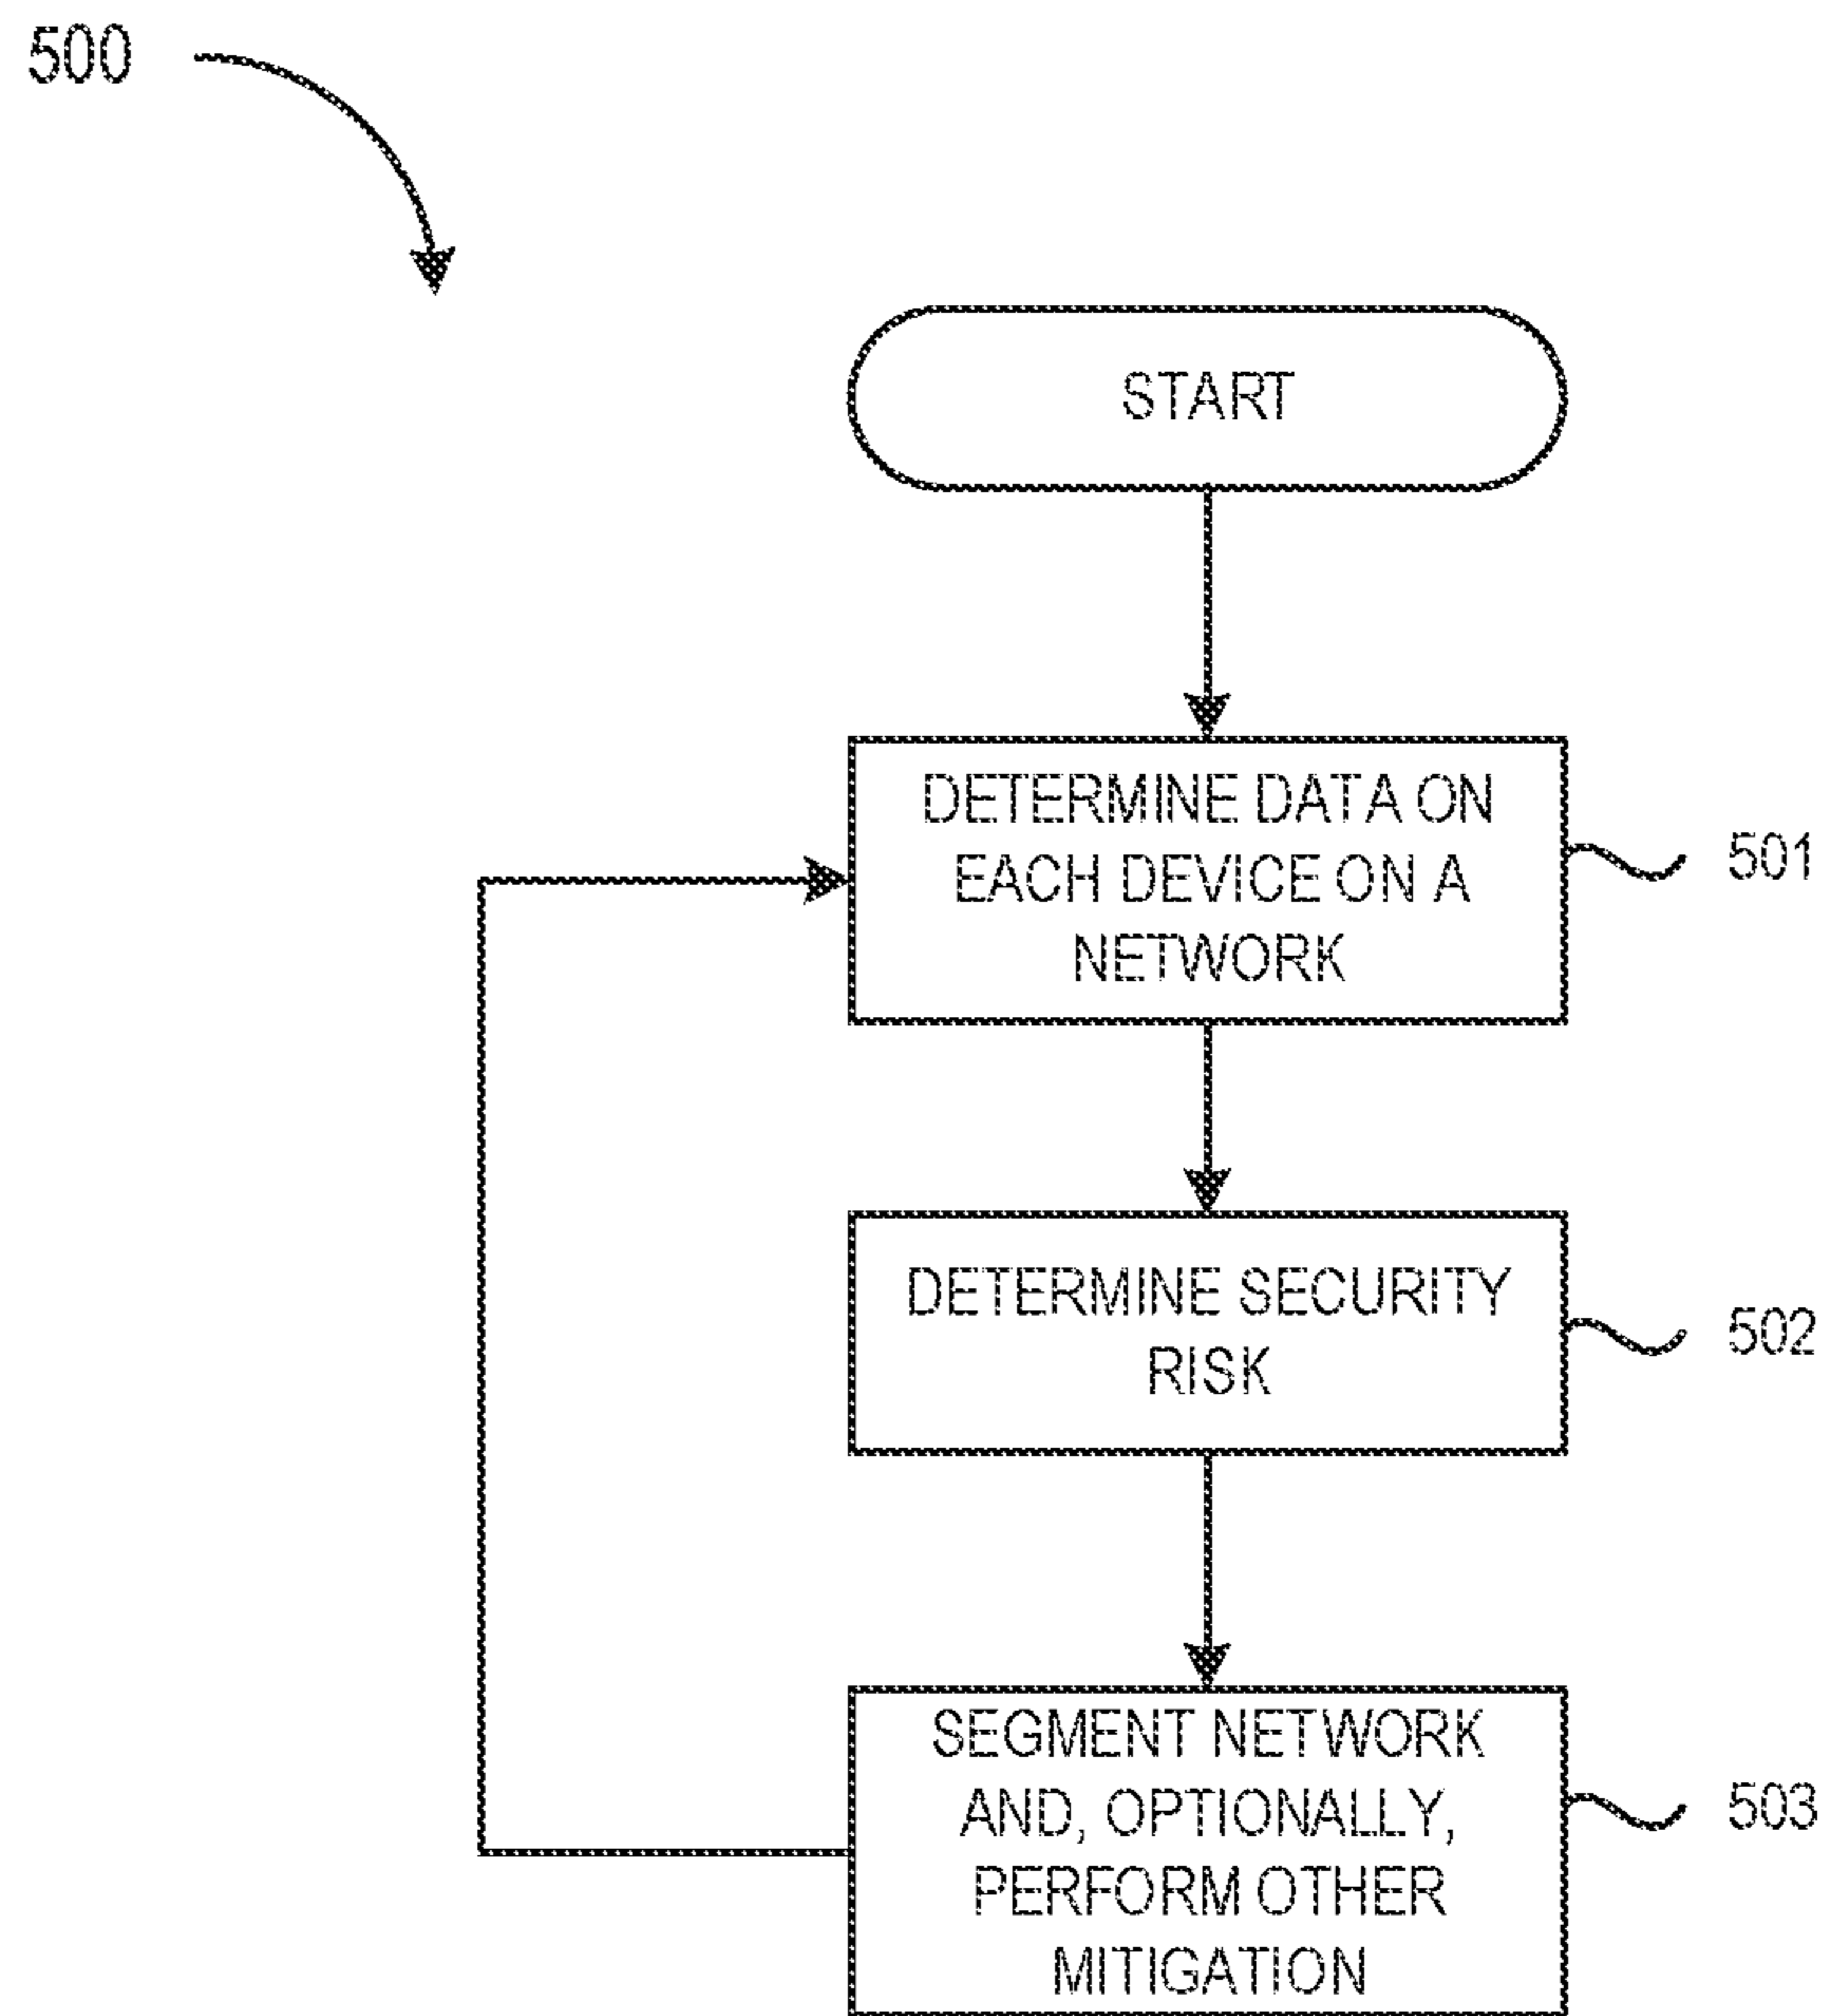 500
START
DETERMINE DATA ON
EACH DEVICE ON A
NETWORK
501
DETERMINE SECURITY
RISK
502
SEGMENT NETWORK
AND, OPTIONALLY,
PERFORM OTHER
MITIGATION
503